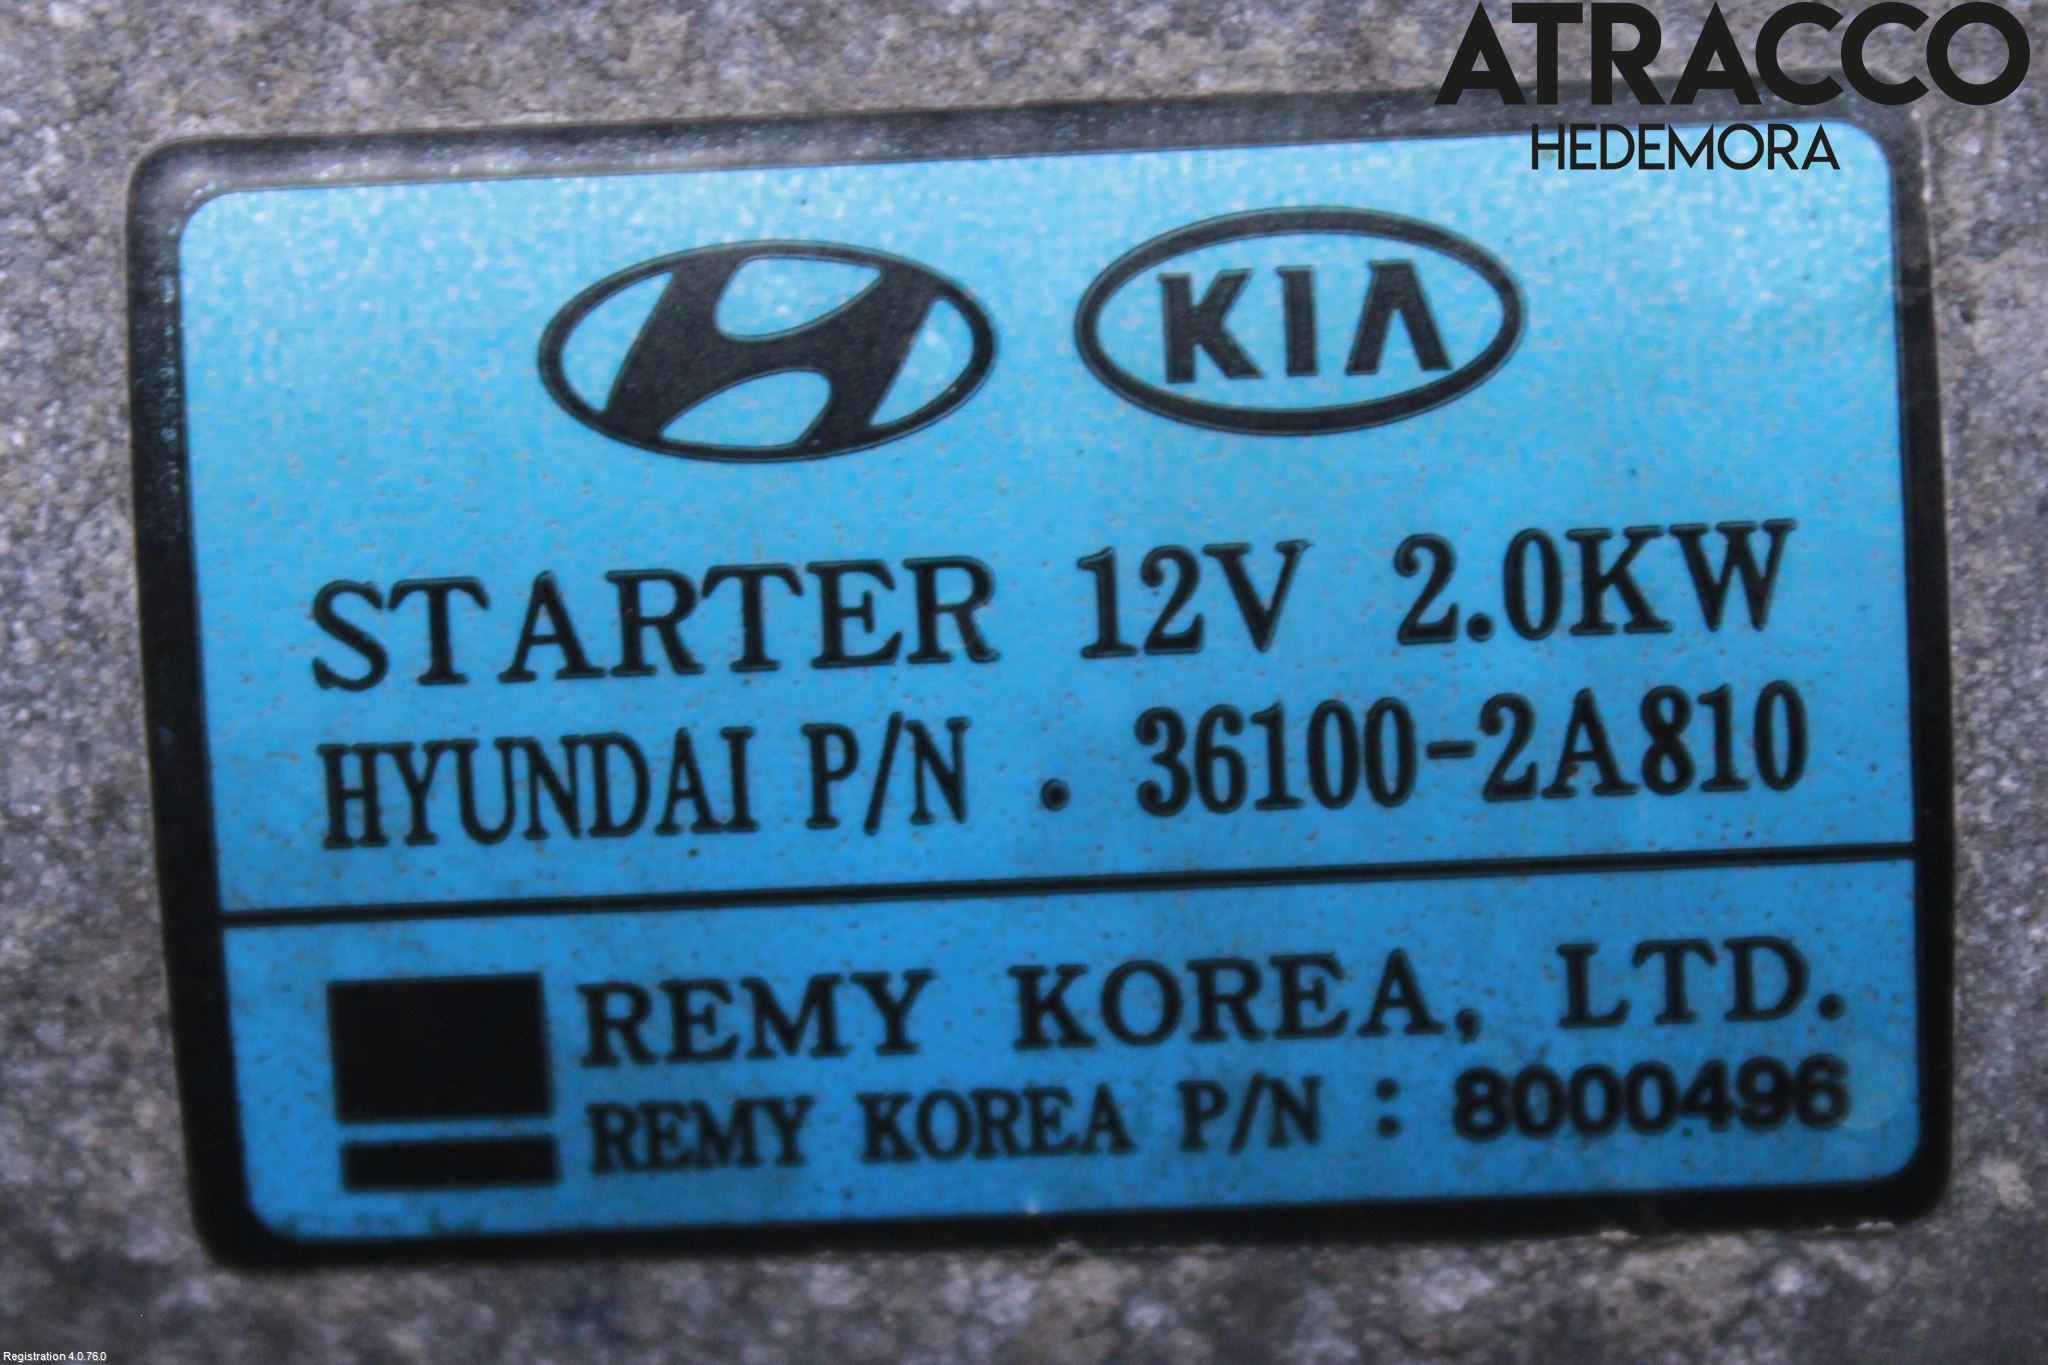 ATRACCO
HEDEMORA
KIA
STARTER 12V 2.0KW
HYUNDAI P/N . 36100-2A810
REMY KOREA, LTD.
REMY KOREA P/N : 8000496
Registration 4.0.76.0